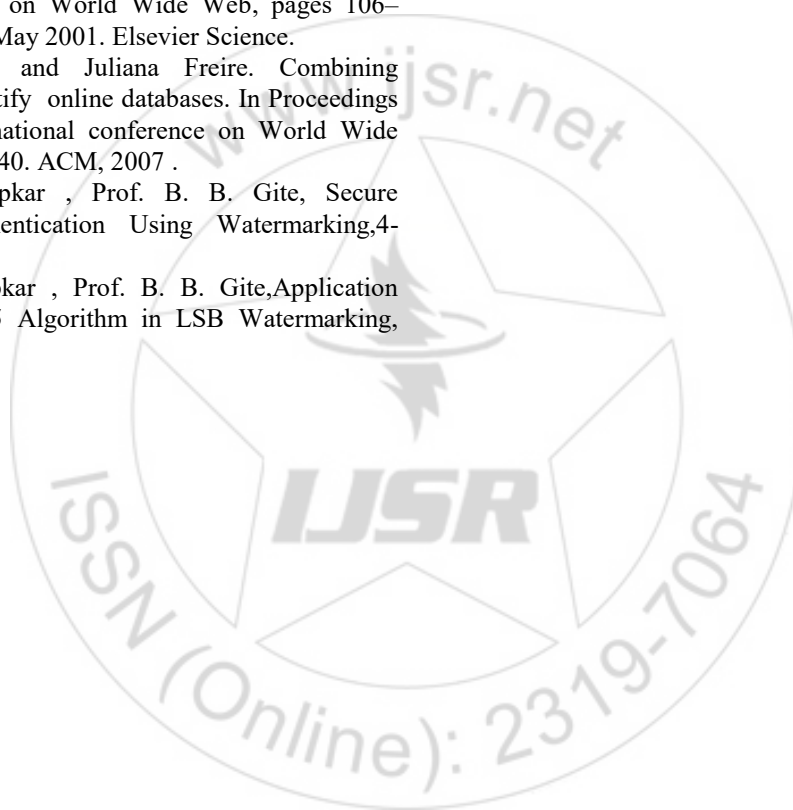 on World Wide Web, pages 106–
May 2001. Elsevier Science.
and Juliana Freire. Combining
tify online databases. In Proceedings
national conference on World Wide
40. ACM, 2007 .
pkar , Prof. B. B. Gite, Secure
entication Using Watermarking,4-
kar , Prof. B. B. Gite,Application
Algorithm in LSB Watermarking,
www.ijsr.net
IJSR
ISSN (Online): 2319-7064